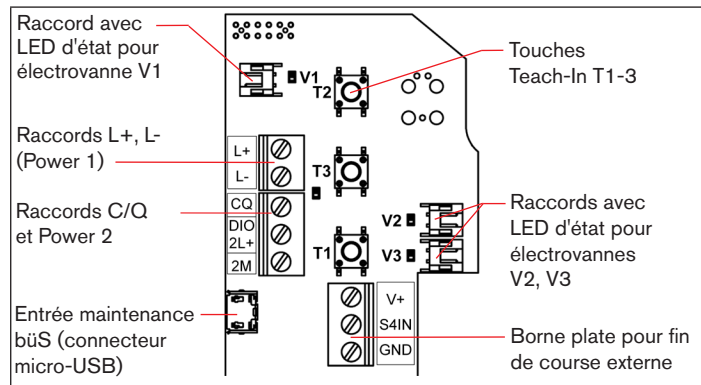 Raccord avec
LED d'état pour
électrovanne V1
V1
T2
Touches
Teach-In T1-3
Raccords L+, L-
(Power 1)
L+
L-
T3
Raccords C/Q
et Power 2
CQ
DIO
2L+
2M
T1
V2
V3
Raccords avec
LED d'état pour
électrovannes
V2, V3
Entrée maintenance
büS (connecteur
micro-USB)
V+
S4IN
GND
Borne plate pour fin
de course externe